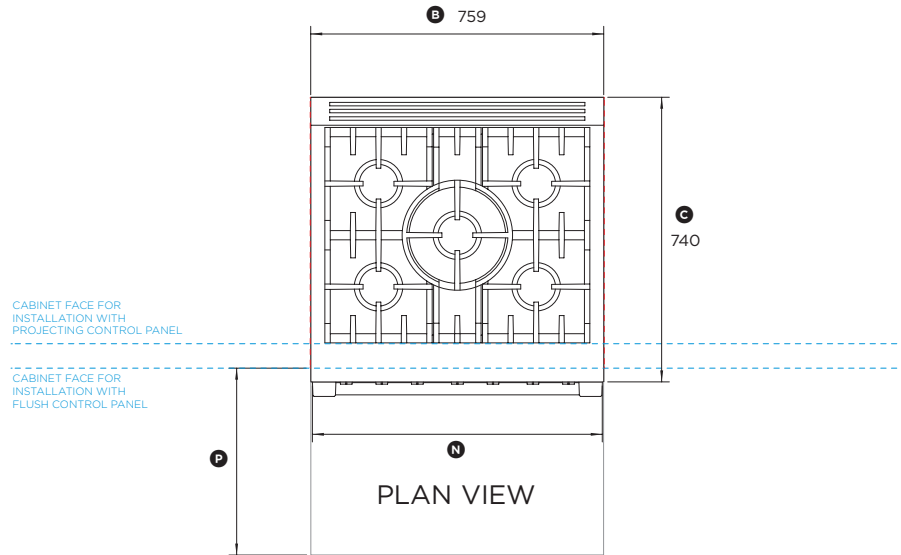 B 759
C
740
CABINET FACE FOR
INSTALLATION WITH
PROJECTING CONTROL PANEL
CABINET FACE FOR
INSTALLATION WITH
FLUSH CONTROL PANEL
P
N
PLAN VIEW